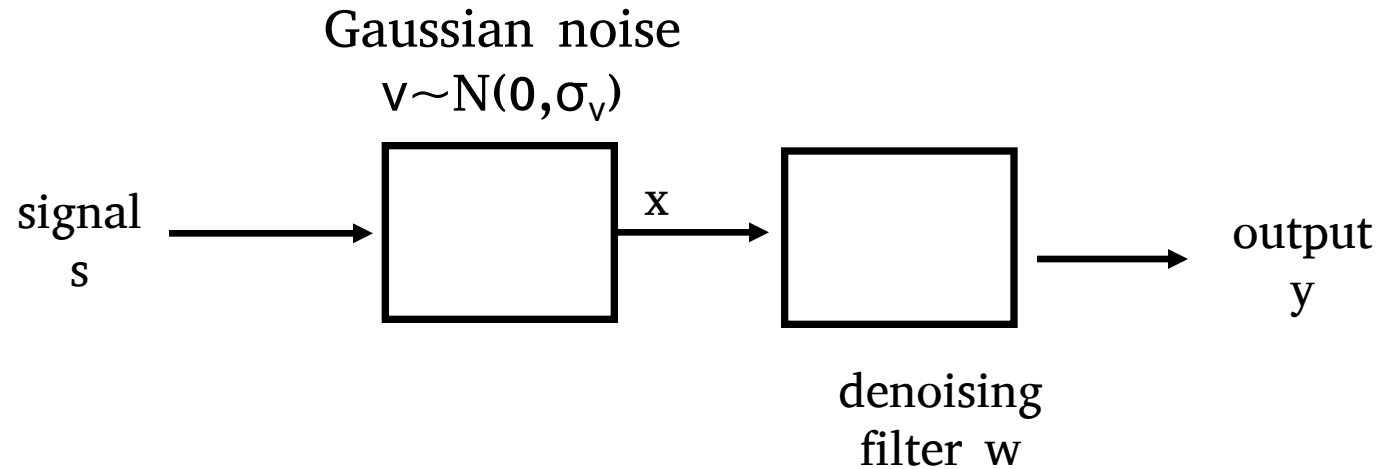 Gaussian noise
v~N(0,σᵥ)
signal
s
x
output
y
denoising
filter w